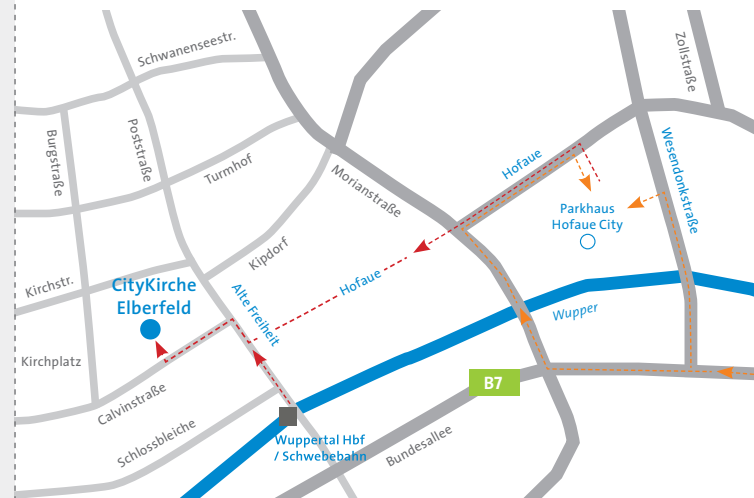 Schwanenseestr.
Zollstraße
Burgstraße
Poststraße
Turmhof
Morianstraße
Hofaue
Wesendonkstraße
Parkhaus
Hofaue City
Kipdorf
Kirchstr.
CityKirche
Elberfeld
Alte Freiheit
Hofaue
Wupper
Kirchplatz
B7
Calvinstraße
Schlossbleiche
Wuppertal Hbf
/ Schwebebahn
Bundesallee